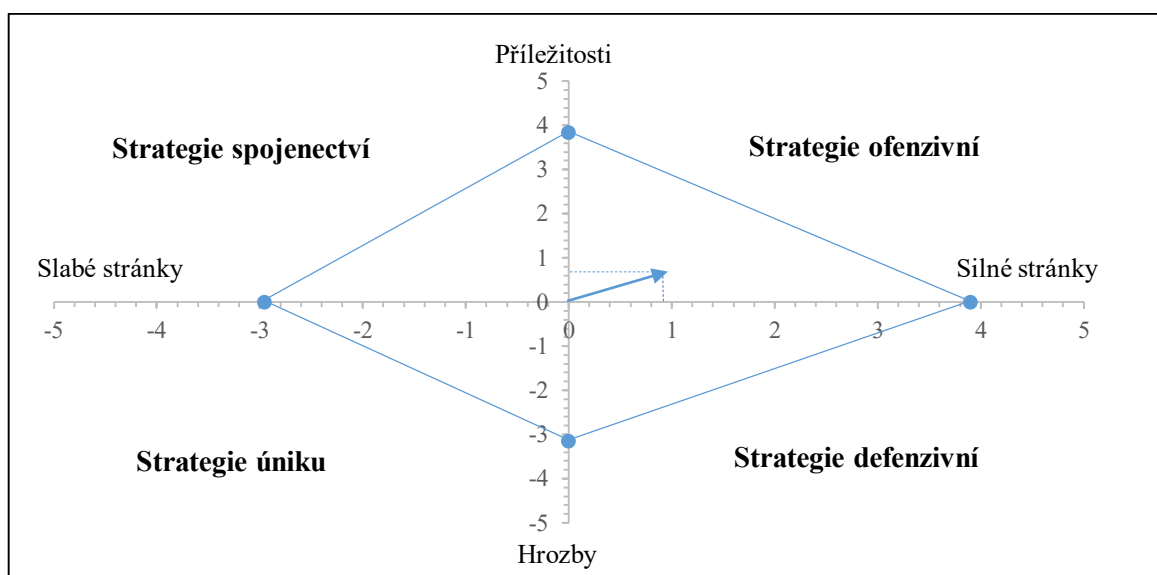 Příležitosti
5
4
3
2
1
0
-1
-2
-3
-4
-5
Strategie spojenectví
Strategie ofenzivní
Slabé stránky
Silné stránky
-5 -4 -3 -2 -1 0 1 2 3 4 5
Strategie úniku
Strategie defenzivní
Hrozby